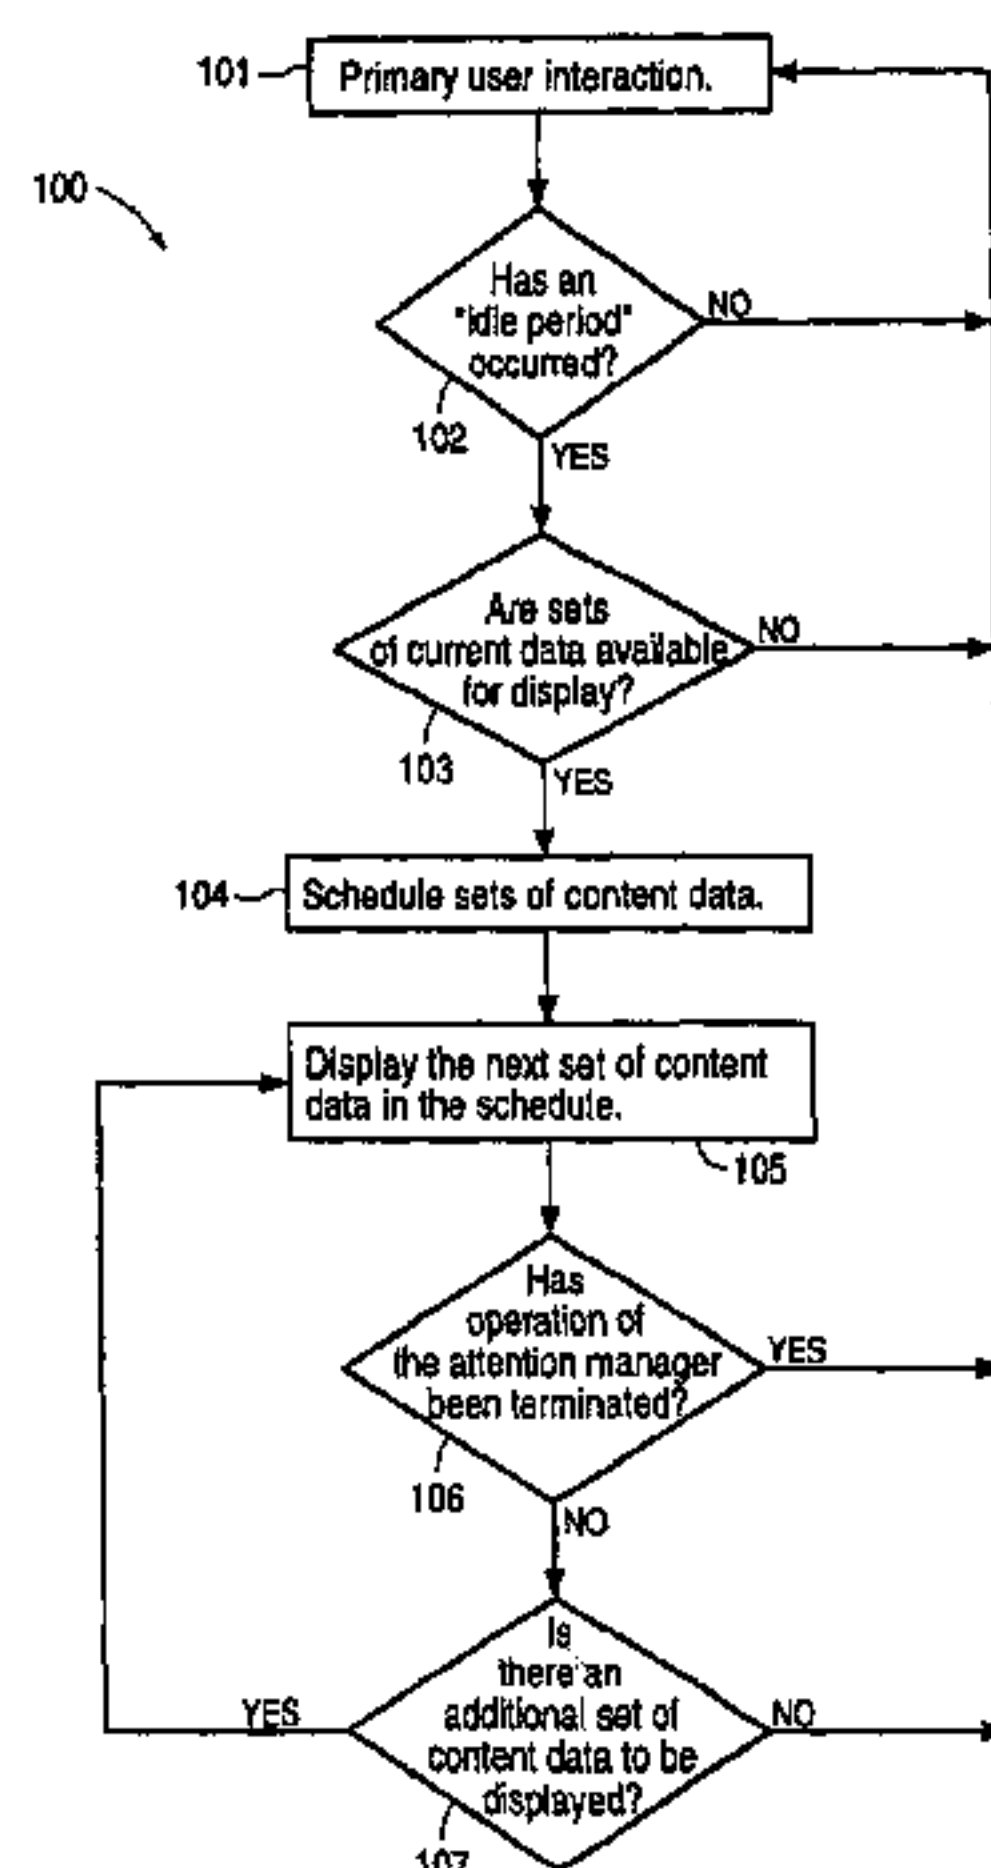 101
Primary user interaction.
100
Has an
"idle period"
occurred?
NO
102
YES
Are sets
of current data available
for display?
NO
103
YES
104
Schedule sets of content data.
Display the next set of content
data in the schedule.
105
Has
operation of
the attention manager
been terminated?
YES
106
NO
Is
there an
additional set of
content data to be
displayed?
YES
NO
107